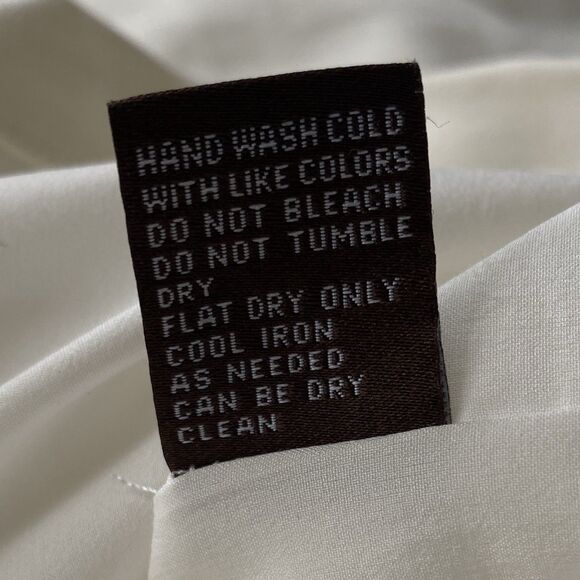 HAND WASH COLD
WITH LIKE COLORS
DO NOT BLEACH
DO NOT TUMBLE
DRY
FLAT DRY ONLY
COOL IRON
AS NEEDED
CAN BE DRY
CLEAN